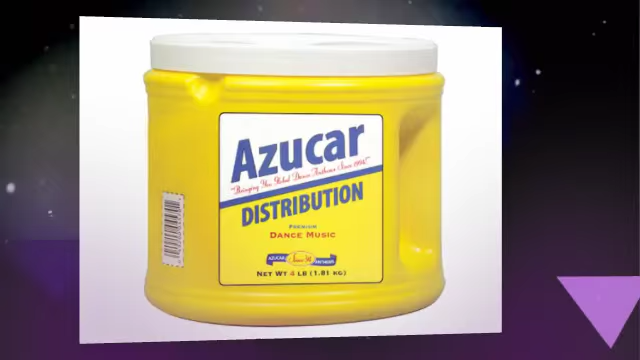 Azucar
"Bringing You Global Dance Anthems Since 1994!"
DISTRIBUTION
PREMIUM
DANCE MUSIC
NET WT 4 LB (1.81 KG)